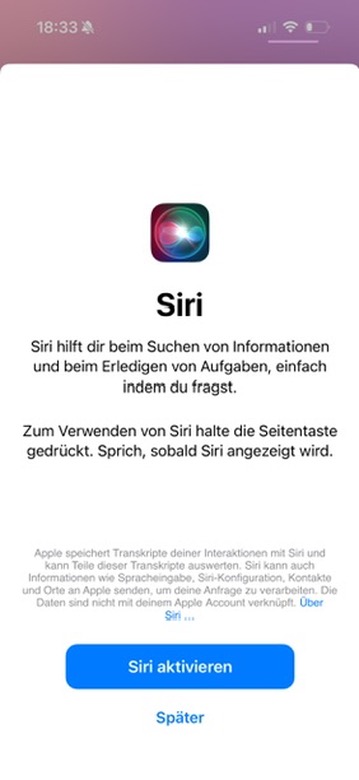 18:33
Siri
Siri hilft dir beim Suchen von Informationen
und beim Erledigen von Aufgaben, einfach
indem du fragst.
Zum Verwenden von Siri halte die Seitentaste
gedrückt. Sprich, sobald Siri angezeigt wird.
Apple speichert Transkripte deiner Interaktionen mit Siri und
kann Teile dieser Transkripte auswerten. Siri kann auch
Informationen wie Spracheingabe, Siri-Konfiguration, Kontakte
und Orte an Apple senden, um deine Anfrage zu verarbeiten. Die
Daten sind nicht mit deinem Apple Account verknüpft. Über
Siri ...
Siri aktivieren
Später